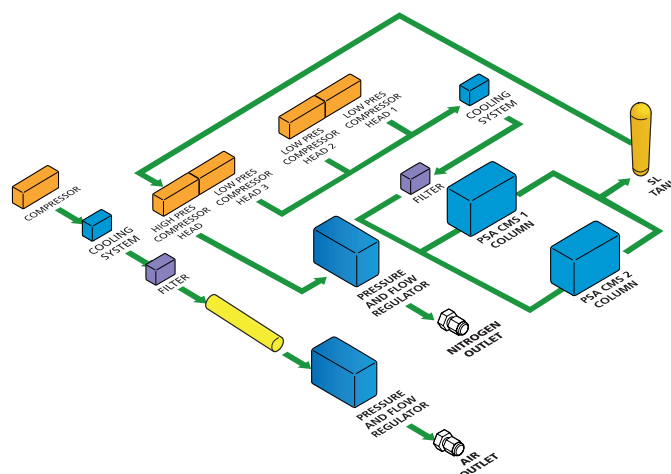 COMPRESSOR
COOLING
SYSTEM
FILTER
HIGH PRES
COMPRESSOR
HEAD
LOW PRES
COMPRESSOR
HEAD 3
LOW PRES
COMPRESSOR
HEAD 2
LOW PRES
COMPRESSOR
HEAD 1
COOLING
SYSTEM
FILTER
PSA CMS 1
COLUMN
PSA CMS 2
COLUMN
5L
TAN
PRESSURE
AND FLOW
REGULATOR
NITROGEN
OUTLET
PRESSURE
AND FLOW
REGULATOR
AIR
OUTLET